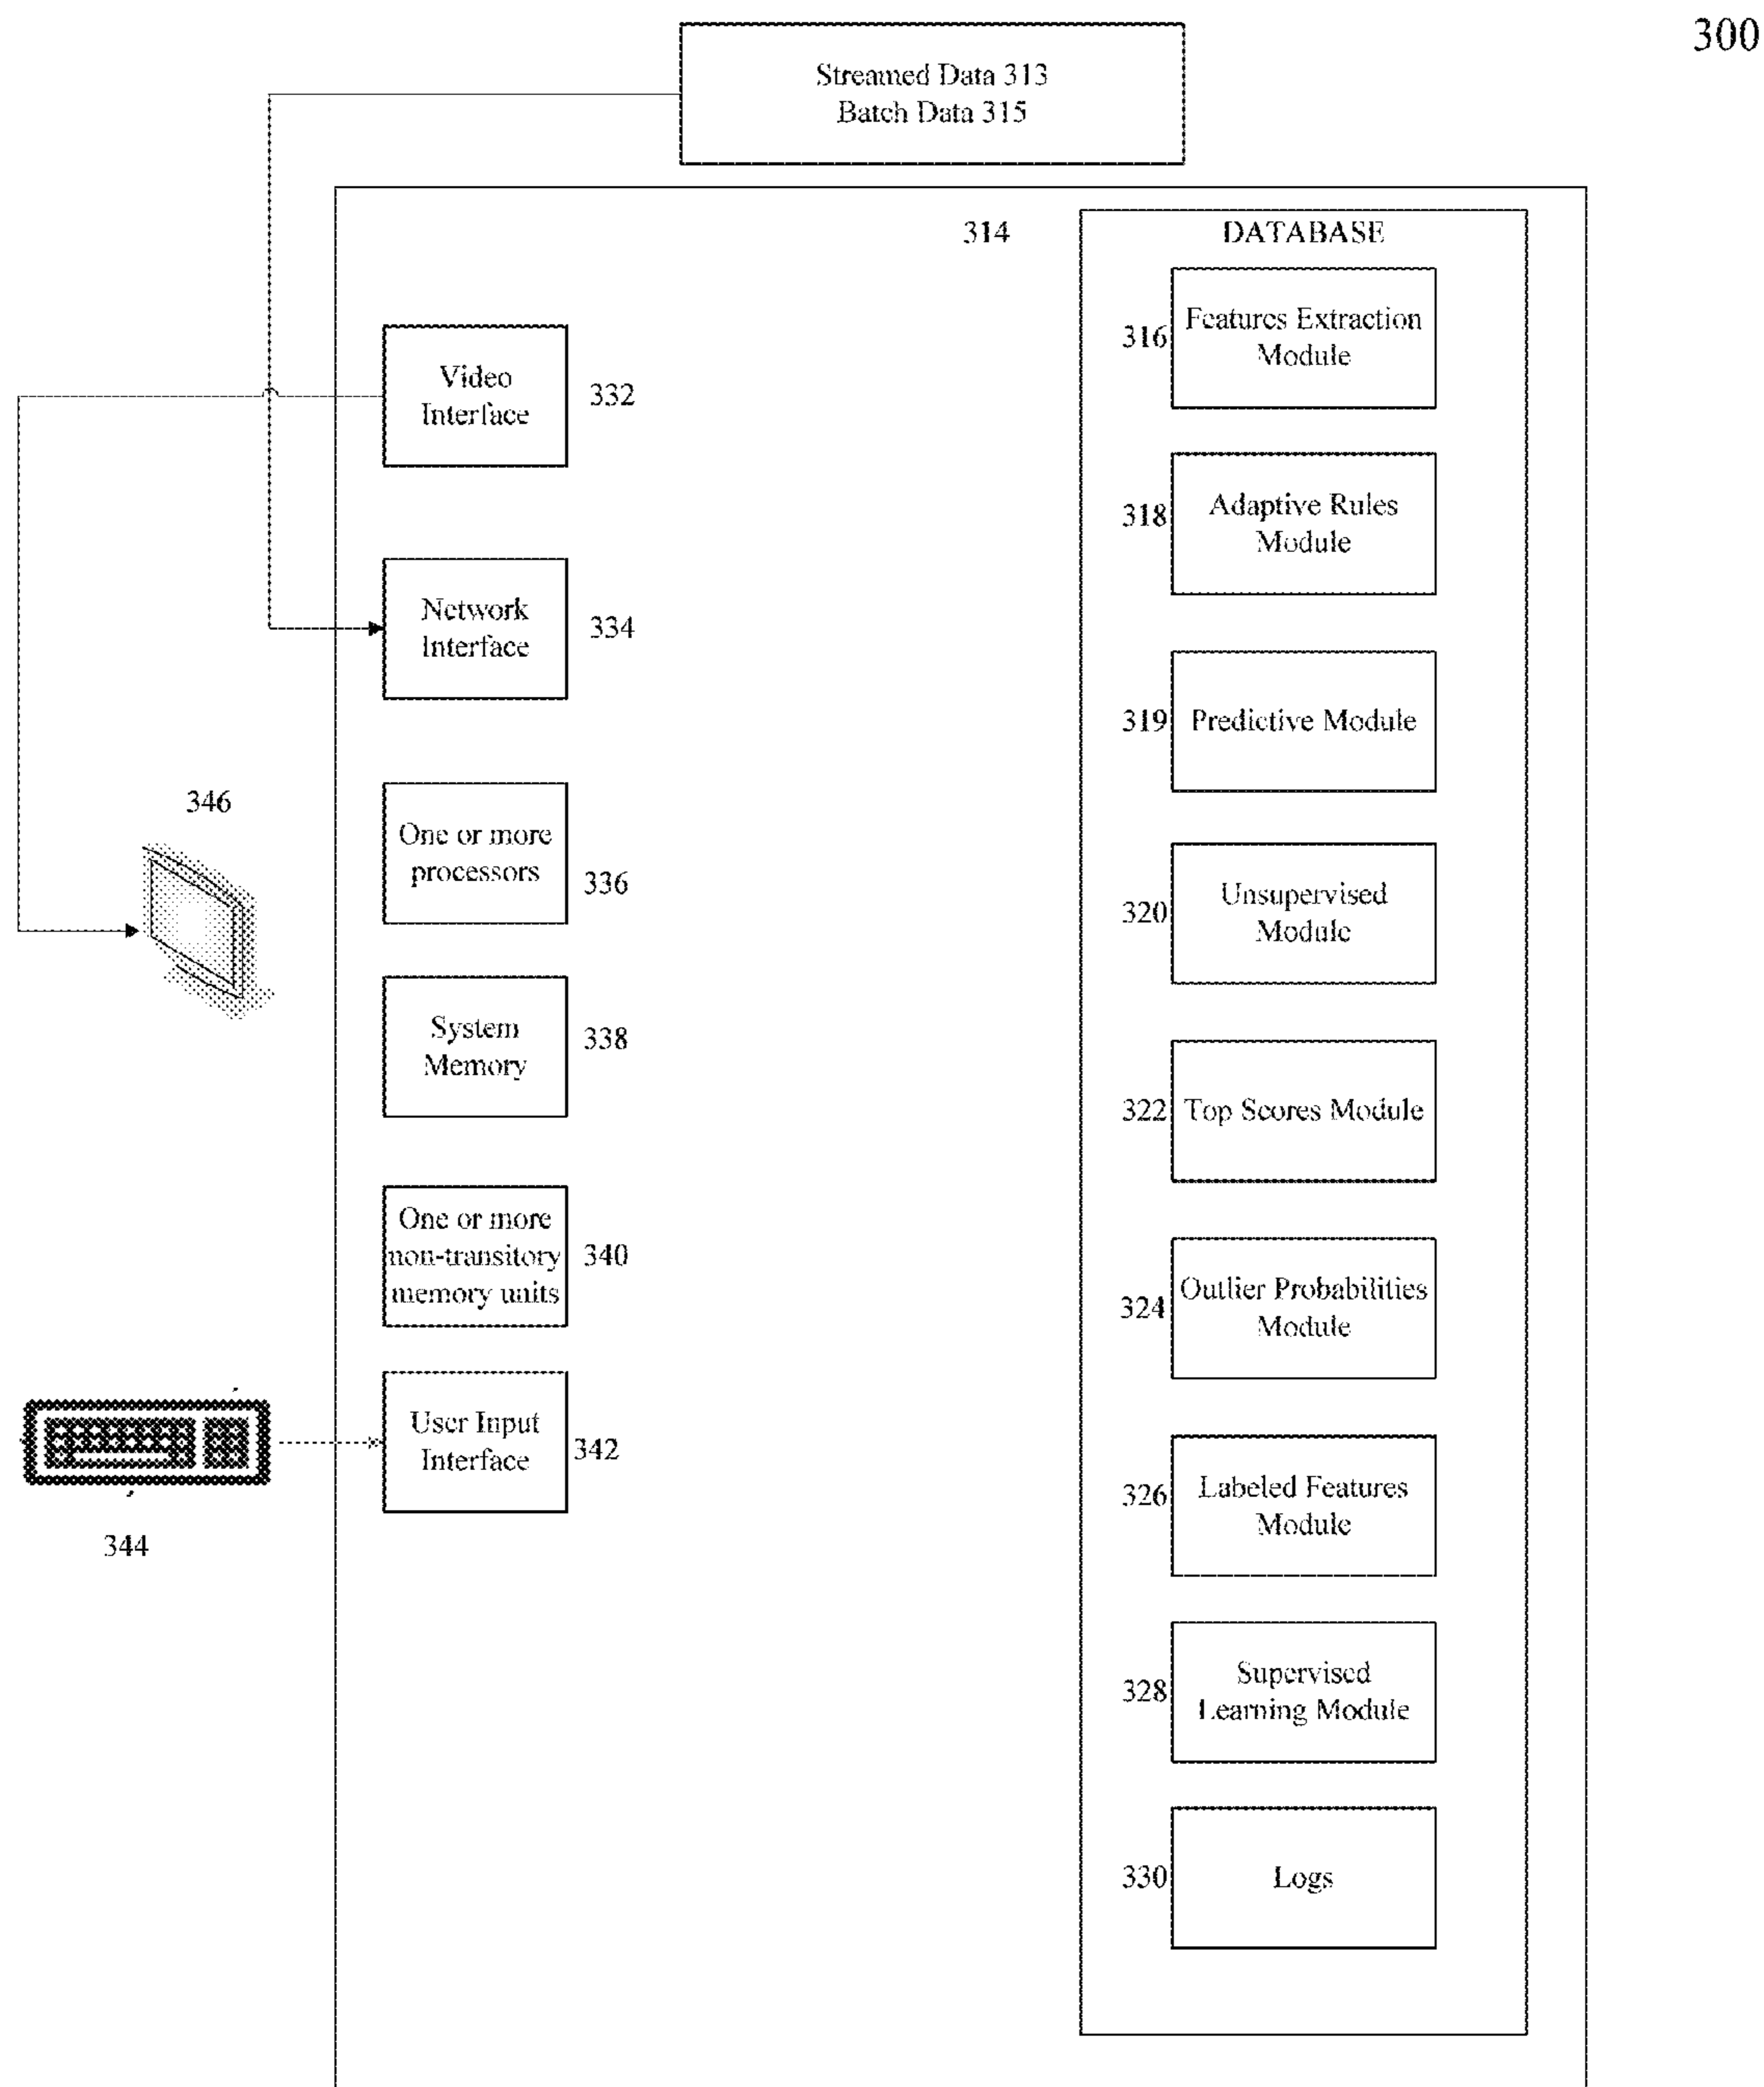 300
Streamed Data 313
Batch Data 315
314
DATABASE
316
Features Extraction
Module
318
Adaptive Rules
Module
319
Predictive Module
320
Unsupervised
Module
322
Top Scores Module
324
Outlier Probabilities
Module
326
Labeled Features
Module
328
Supervised
Learning Module
330
Logs
Video
Interface
332
Network
Interface
334
One or more
processors
336
System
Memory
338
One or more
non-transitory
memory units
340
User Input
Interface
342
346
344